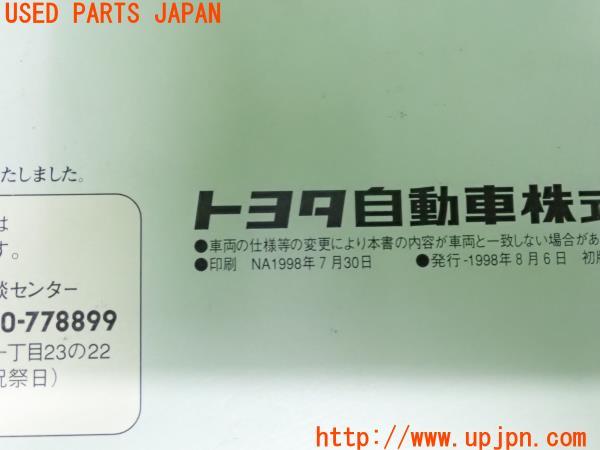 USED PARTS JAPAN
たしました。
は
す。
談センター
0-778899
一丁目23の22
祝祭日）
トヨタ自動車株式
●車両の仕様等の変更により本書の内容が車両と一致しない場合があ
●印刷 NA1998年7月30日 ●発行-1998年8月6日 初版
http://www.upjpn.com